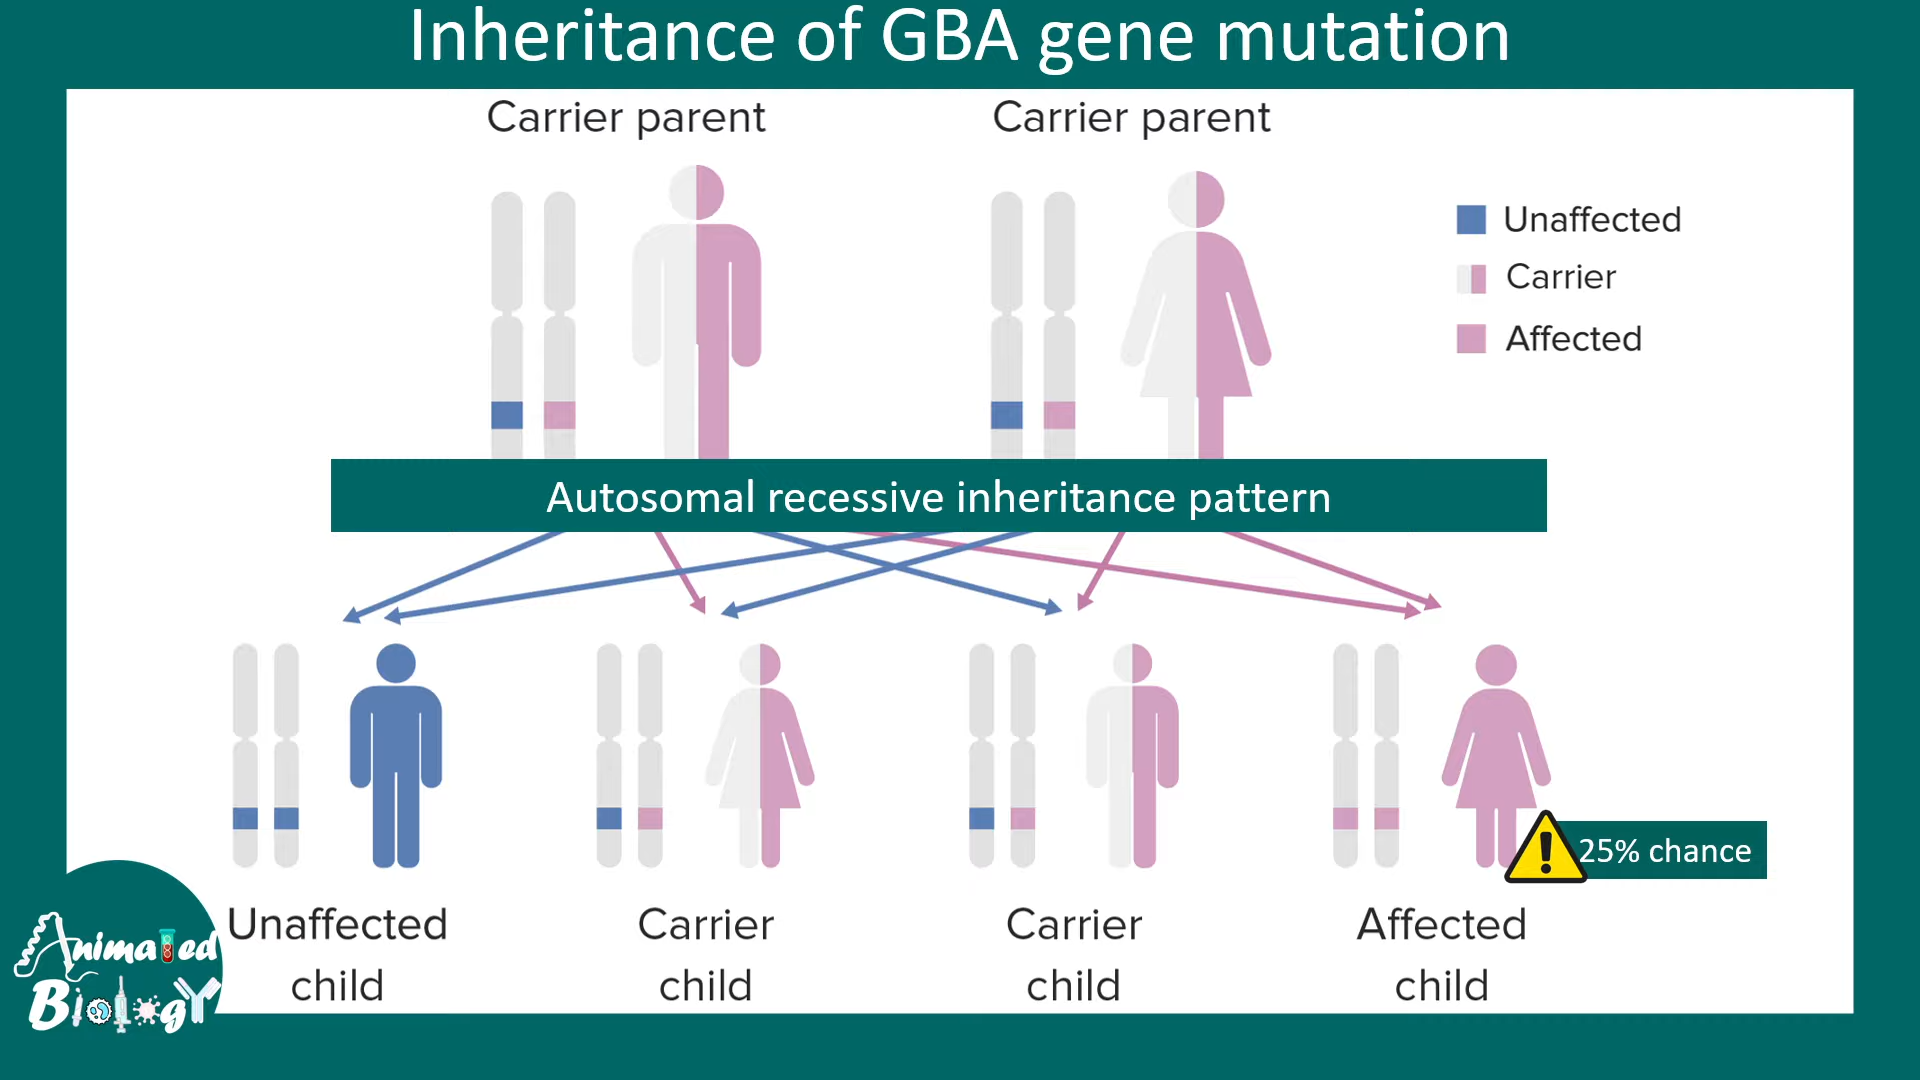 Inheritance of GBA gene mutation
Carrier parent
Carrier parent
Unaffected
Carrier
Affected
Autosomal recessive inheritance pattern
25% chance
Unaffected
child
Carrier
child
Carrier
child
Affected
child
Animated
Biology